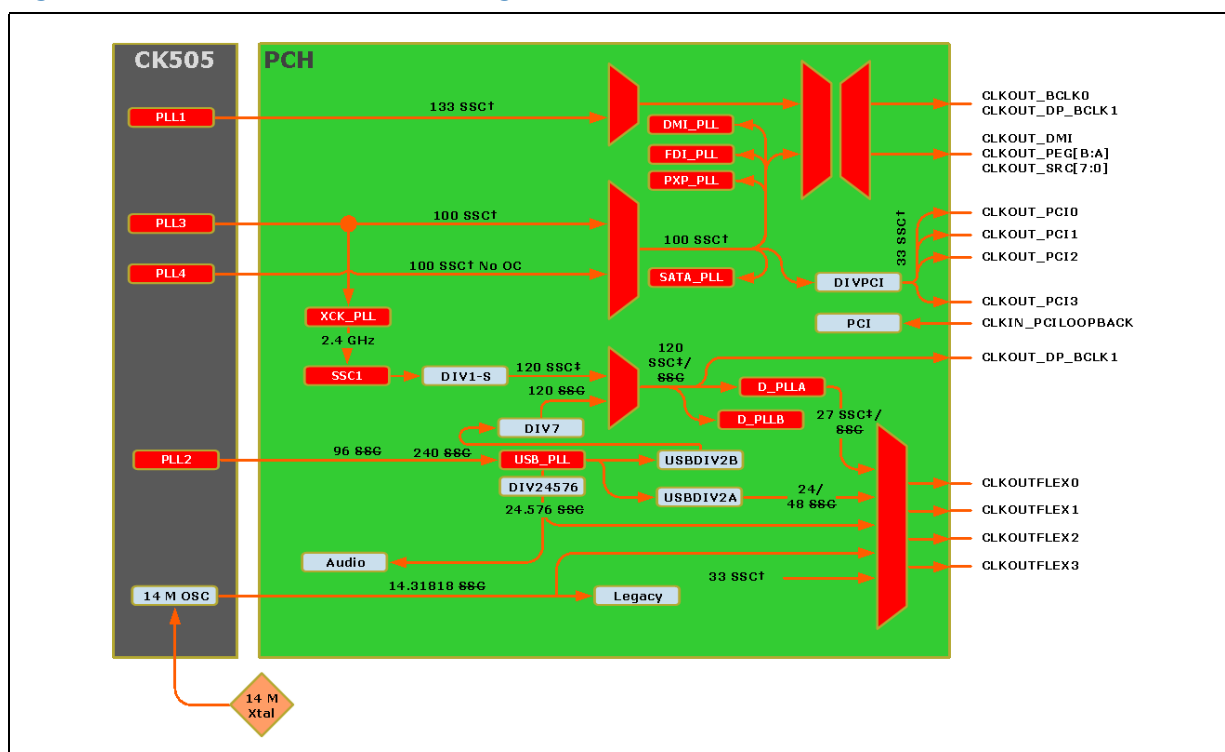 CK505
PCH
PLL1
133 SSC†
DMI_PLL
FDI_PLL
PXP_PLL
CLKOUT_BCLK0
CLKOUT_DP_BCLK1
CLKOUT_DMI
CLKOUT_PEG[B:A]
CLKOUT_SRC[7:0]
PLL3
100 SSC†
PLL4
100 SSC† No OC
100 SSC†
SATA_PLL
DIVPCI
33 SSC†
CLKOUT_PCI0
CLKOUT_PCI1
CLKOUT_PCI2
CLKOUT_PCI3
PCI
CLKIN_PCILOOPBACK
XCK_PLL
2.4 GHz
SSC1
DIV1-S
120 SSC‡
120 SSC
DIV7
120
SSC‡/
SSC
CLKOUT_DP_BCLK1
D_PLLA
D_PLLB
27 SSC‡/
SSC
PLL2
96 SSC
240 SSC
USB_PLL
USBDIV2B
DIV24576
USBDIV2A
24/
48 SSC
24.576 SSC
CLKOUTFLEX0
CLKOUTFLEX1
CLKOUTFLEX2
CLKOUTFLEX3
Audio
33 SSC†
14 M OSC
14.31818 SSC
Legacy
14 M
Xtal